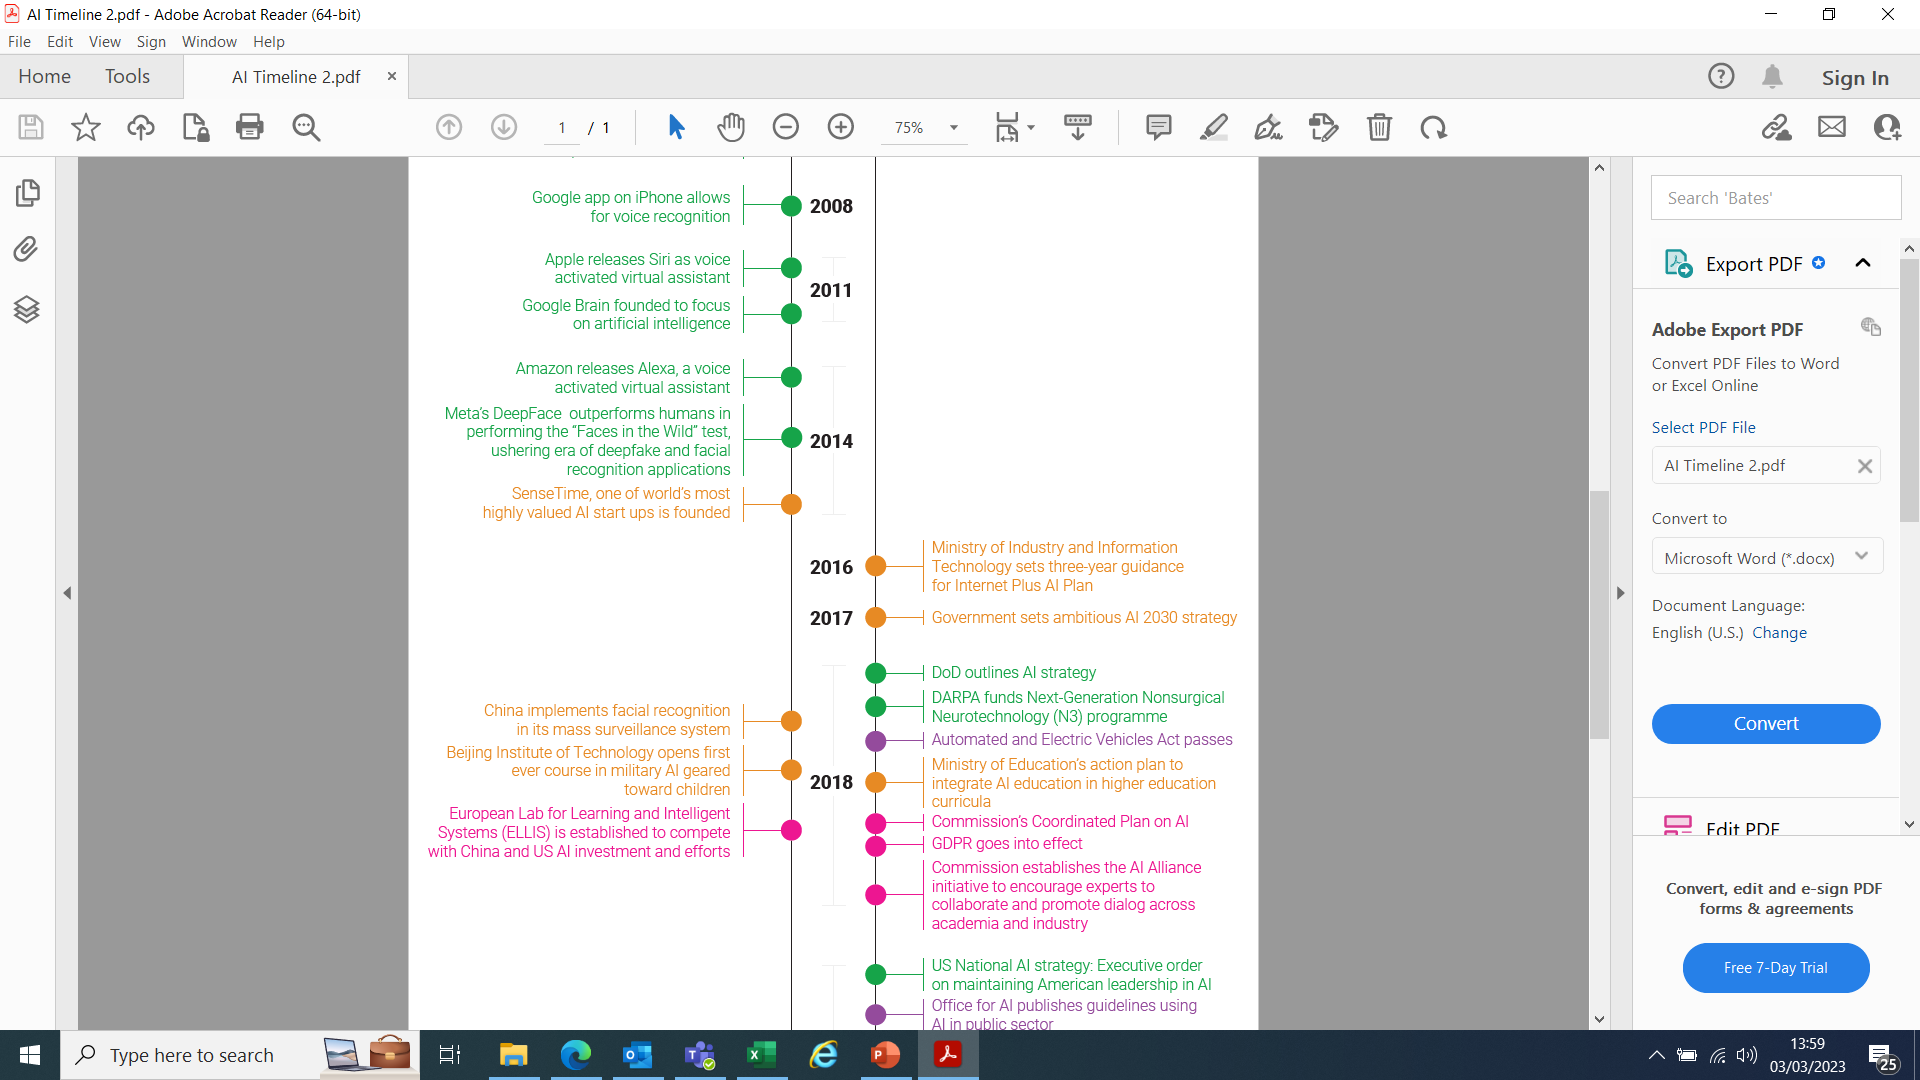 AI Timeline 2.pdf - Adobe Acrobat Reader (64-bit)
File Edit View Sign Window Help
Home Tools AI Timeline 2.pdf Sign In
1 / 1 75%
Google app on iPhone allows
for voice recognition
2008
Apple releases Siri as voice
activated virtual assistant
2011
Google Brain founded to focus
on artificial intelligence
Amazon releases Alexa, a voice
activated virtual assistant
Meta's DeepFace outperforms humans in
performing the “Faces in the Wild” test,
ushering era of deepfake and facial
recognition applications
2014
SenseTime, one of world's most
highly valued AI start ups is founded
2016
Ministry of Industry and Information
Technology sets three-year guidance
for Internet Plus AI Plan
2017
Government sets ambitious AI 2030 strategy
DoD outlines AI strategy
DARPA funds Next-Generation Nonsurgical
Neurotechnology (N3) programme
Automated and Electric Vehicles Act passes
China implements facial recognition
in its mass surveillance system
Beijing Institute of Technology opens first
ever course in military AI geared
toward children
2018
Ministry of Education's action plan to
integrate AI education in higher education
curricula
European Lab for Learning and Intelligent
Systems (ELLIS) is established to compete
with China and US AI investment and efforts
Commission's Coordinated Plan on AI
GDPR goes into effect
Commission establishes the AI Alliance
initiative to encourage experts to
collaborate and promote dialog across
academia and industry
US National AI strategy: Executive order
on maintaining American leadership in AI
Office for AI publishes guidelines using
AI in public sector
Search 'Bates'
Export PDF
Adobe Export PDF
Convert PDF Files to Word
or Excel Online
Select PDF File
AI Timeline 2.pdf
Convert to
Microsoft Word (*.docx)
Document Language:
English (U.S.) Change
Convert
Edit PDF
Convert, edit and e-sign PDF
forms & agreements
Free 7-Day Trial
Type here to search
13:59
03/03/2023
25